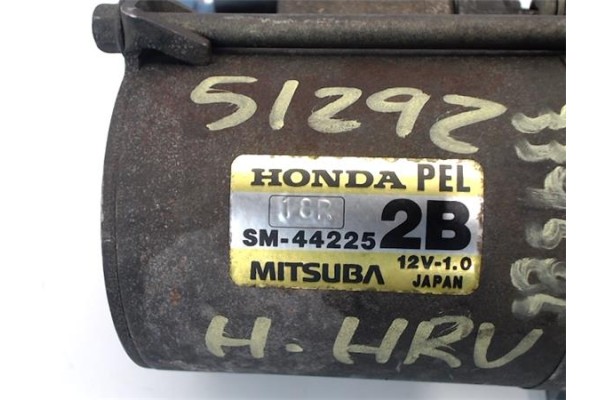 51292
HONDA PEL
18R
SM-44225 2B
MITSUBA 12V-1.0
JAPAN
H. HRV